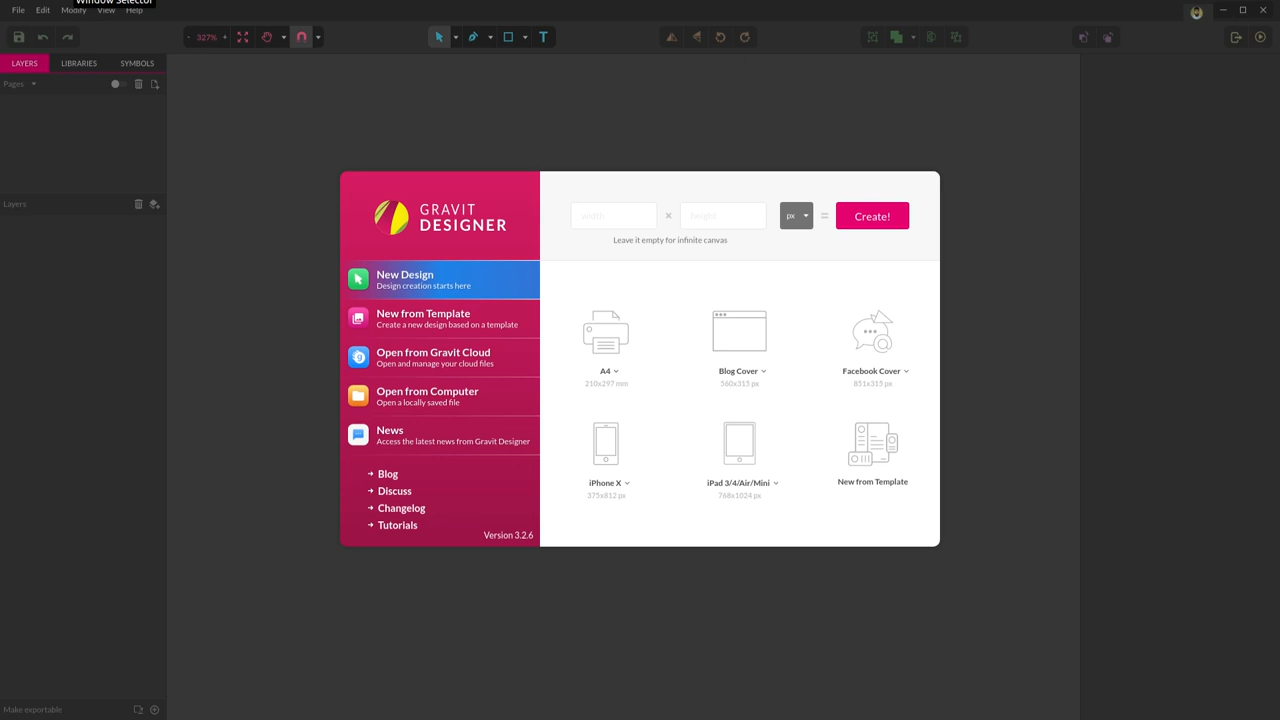 Window Selector
File Edit Modify View Help
- 327% +
LAYERS LIBRARIES SYMBOLS
Pages
Layers
GRAVIT
DESIGNER
width × height px = Create!
Leave it empty for infinite canvas
New Design
Design creation starts here
New from Template
Create a new design based on a template
Open from Gravit Cloud
Open and manage your cloud files
Open from Computer
Open a locally saved file
News
Access the latest news from Gravit Designer
Blog
Discuss
Changelog
Tutorials
Version 3.2.6
A4 Blog Cover Facebook Cover
210x297 mm 560x315 px 851x315 px
iPhone X iPad 3/4/Air/Mini New from Template
375x812 px 768x1024 px
Make exportable